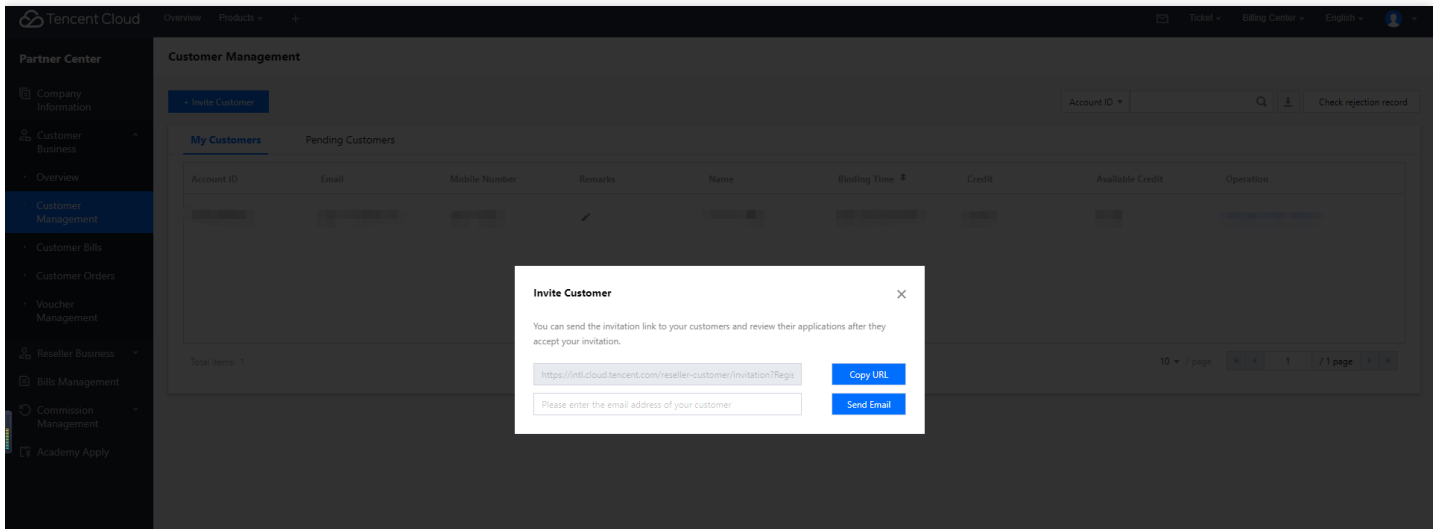 Tencent Cloud
Overview
Products
+
Ticket
Billing Center
English
Partner Center
Company
Information
Customer
Business
Overview
Customer
Management
Customer Bills
Customer Orders
Voucher
Management
Reseller Business
Bills Management
Commission
Management
Academy Apply
Customer Management
+ Invite Customer
Account ID
Check rejection record
My Customers
Pending Customers
Account ID
Email
Mobile Number
Remarks
Name
Binding Time
Credit
Available Credit
Operation
Invite Customer
You can send the invitation link to your customers and review their applications after they
accept your invitation.
https://intl.cloud.tencent.com/reseller-customer/invitation?Regis
Copy URL
Please enter the email address of your customer
Send Email
Total items: 1
10 / page
1
/ 1 page